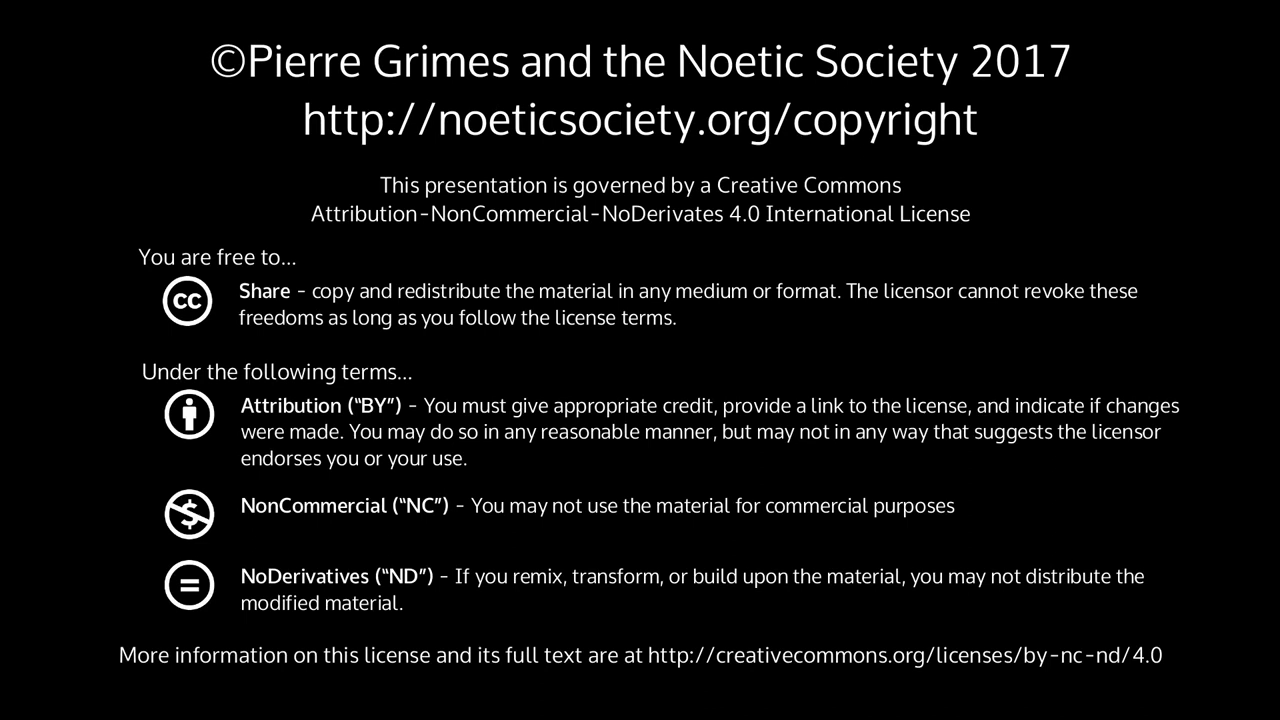 ©Pierre Grimes and the Noetic Society 2017
http://noeticsociety.org/copyright
This presentation is governed by a Creative Commons
Attribution-NonCommercial-NoDerivates 4.0 International License
You are free to...
cc
Share - copy and redistribute the material in any medium or format. The licensor cannot revoke these
freedoms as long as you follow the license terms.
Under the following terms...
Attribution (“BY”) - You must give appropriate credit, provide a link to the license, and indicate if changes
were made. You may do so in any reasonable manner, but may not in any way that suggests the licensor
endorses you or your use.
$
NonCommercial (“NC”) - You may not use the material for commercial purposes
=
NoDerivatives (“ND”) - If you remix, transform, or build upon the material, you may not distribute the
modified material.
More information on this license and its full text are at http://creativecommons.org/licenses/by-nc-nd/4.0